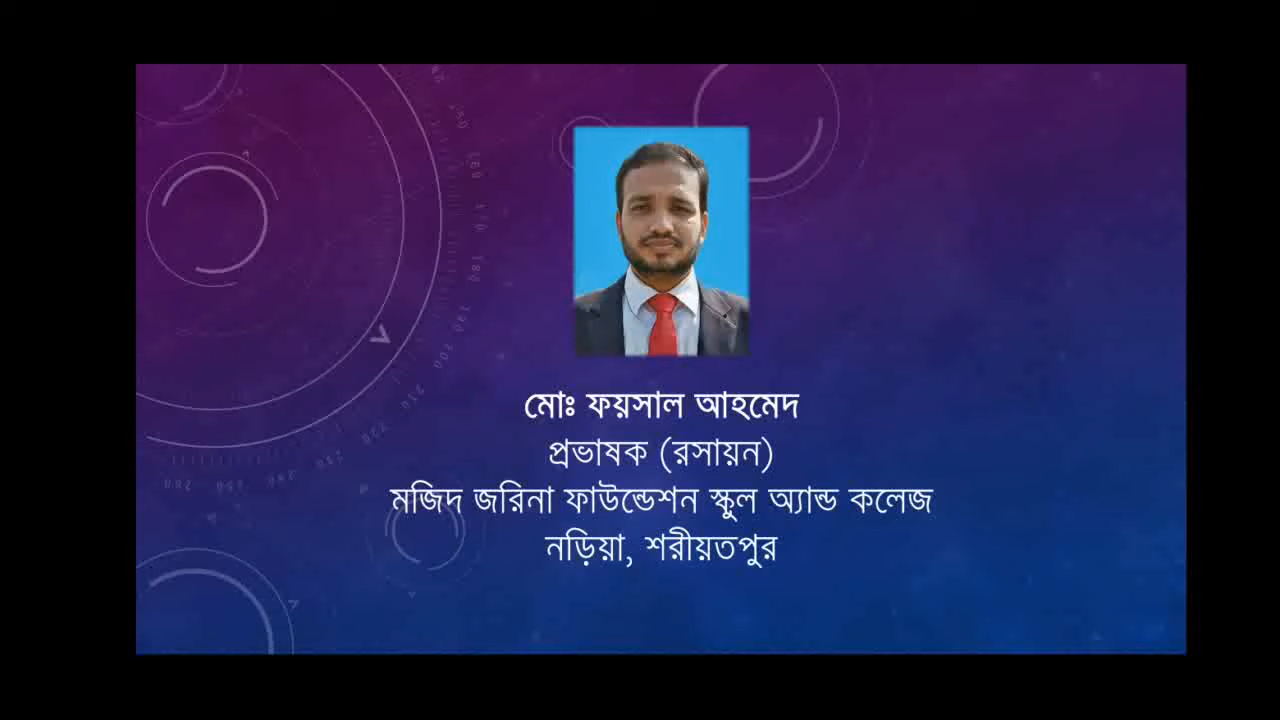 মোঃ ফয়সাল আহমেদ
প্রভাষক (রসায়ন)
মজিদ জরিনা ফাউন্ডেশন স্কুল অ্যান্ড কলেজ
নড়িয়া, শরীয়তপুর